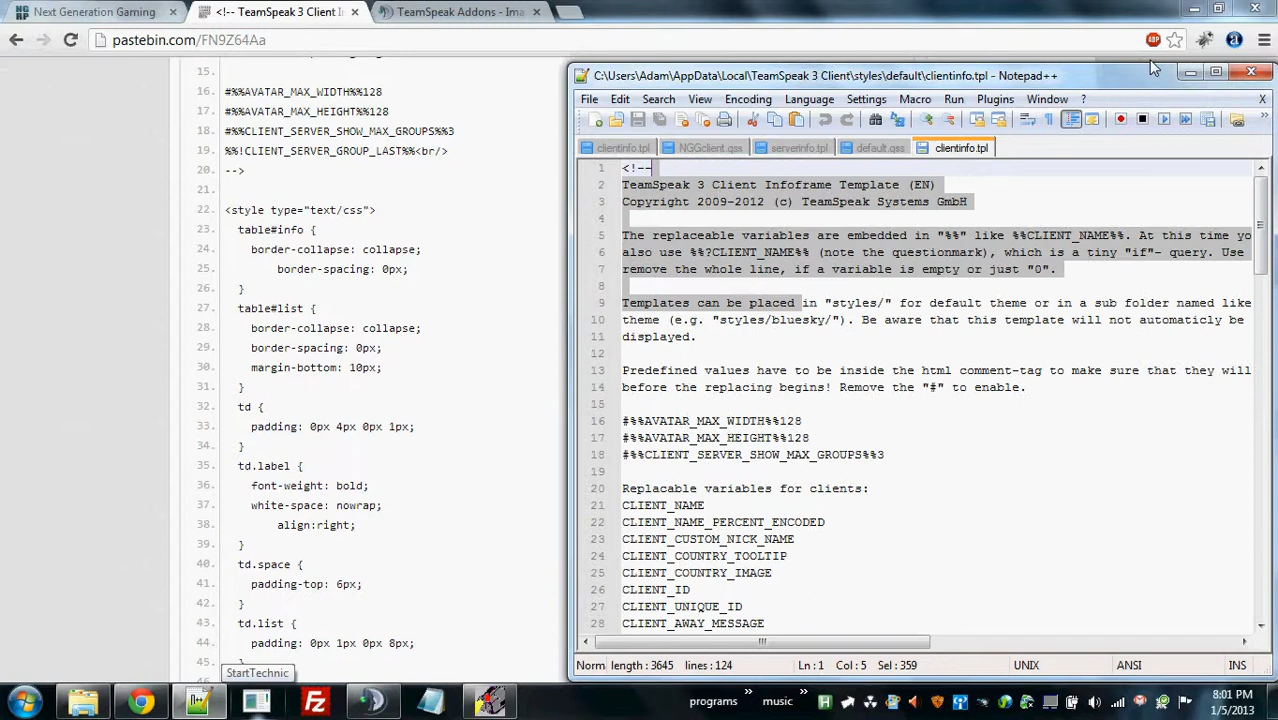 Next Generation Gaming
<!-- TeamSpeak 3 Client I
TeamSpeak Addons - Ima
pastebin.com/FN9Z64Aa
15.
16. #%%AVATAR_MAX_WIDTH%%128
17. #%%AVATAR_MAX_HEIGHT%%128
18. #%%CLIENT_SERVER_SHOW_MAX_GROUPS%%3
19. %%!CLIENT_SERVER_GROUP_LAST%%<br/>
20. -->
21.
22. <style type="text/css">
23. table#info {
24. border-collapse: collapse;
25. border-spacing: 0px;
26. }
27. table#list {
28. border-collapse: collapse;
29. border-spacing: 0px;
30. margin-bottom: 10px;
31. }
32. td {
33. padding: 0px 4px 0px 1px;
34. }
35. td.label {
36. font-weight: bold;
37. white-space: nowrap;
38. align:right;
39. }
40. td.space {
41. padding-top: 6px;
42. }
43. td.list {
44. padding: 0px 1px 0px 8px;
45. }
StartTechnic
C:\Users\Adam\AppData\Local\TeamSpeak 3 Client\styles\default\clientinfo.tpl - Notepad++
File Edit Search View Encoding Language Settings Macro Run Plugins Window ? X
clientinfo.tpl NGGclient.qss serverinfo.tpl default.qss clientinfo.tpl
1 <!--
2 TeamSpeak 3 Client Infoframe Template (EN)
3 Copyright 2009-2012 (c) TeamSpeak Systems GmbH
4
5 The replaceable variables are embedded in "%%" like %%CLIENT_NAME%%. At this time yo
6 also use %%?CLIENT_NAME%% (note the questionmark), which is a tiny "if"- query. Use
7 remove the whole line, if a variable is empty or just "0".
8
9 Templates can be placed in "styles/" for default theme or in a sub folder named like
10 theme (e.g. "styles/bluesky/"). Be aware that this template will not automaticly be
11 displayed.
12
13 Predefined values have to be inside the html comment-tag to make sure that they will
14 before the replacing begins! Remove the "#" to enable.
15
16 #%%AVATAR_MAX_WIDTH%%128
17 #%%AVATAR_MAX_HEIGHT%%128
18 #%%CLIENT_SERVER_SHOW_MAX_GROUPS%%3
19
20 Replacable variables for clients:
21 CLIENT_NAME
22 CLIENT_NAME_PERCENT_ENCODED
23 CLIENT_CUSTOM_NICK_NAME
24 CLIENT_COUNTRY_TOOLTIP
25 CLIENT_COUNTRY_IMAGE
26 CLIENT_ID
27 CLIENT_UNIQUE_ID
28 CLIENT_AWAY_MESSAGE
Norm length : 3645 lines : 124 Ln : 1 Col : 5 Sel : 359 UNIX ANSI INS
programs » music »
8:01 PM
1/5/2013